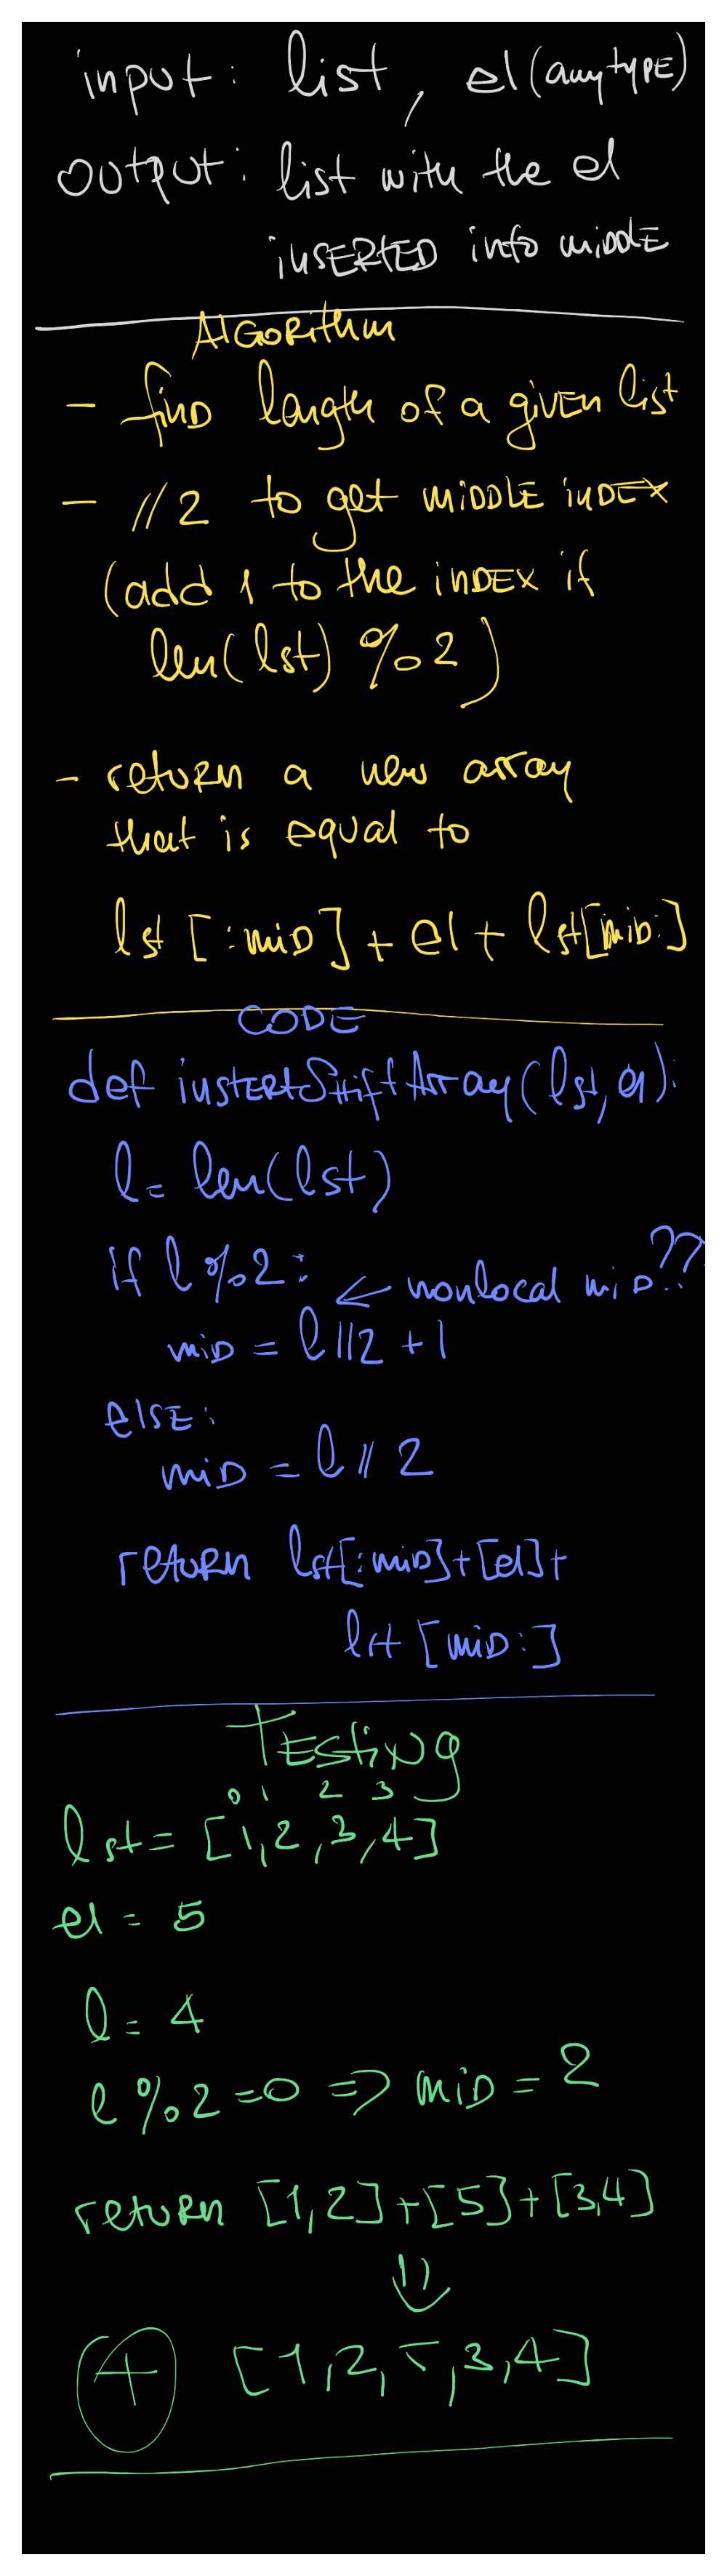 input: list, el (any type)
output: list with the el
inserted into middle
Algorithm
- find length of a given list
- //2 to get middle index
(add 1 to the index if
len(lst) %2)
- return a new array
that is equal to
lst [:mid] + el + lst[mid:]
CODE
def instertShiftArray(lst, el):
l = len(lst)
if l %2: ← nonlocal mid??
mid = l//2 + 1
else:
mid = l // 2
return lst[:mid]+[el]+
lst [mid:]
Testing
0 1 2 3
lst = [1,2,3,4]
el = 5
l = 4
l %2=0 => mid = 2
return [1,2]+[5]+[3,4]
⇓
+ [1,2,5,3,4]